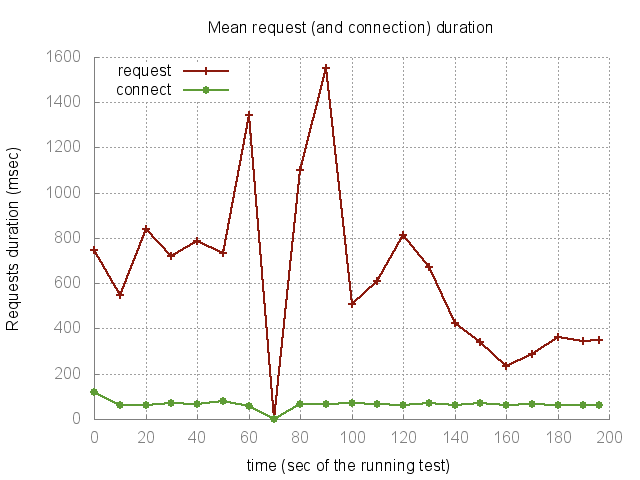 Mean request (and connection) duration
1600
1400
1200
1000
800
600
400
200
0
request
connect
Requests duration (msec)
0 20 40 60 80 100 120 140 160 180 200
time (sec of the running test)